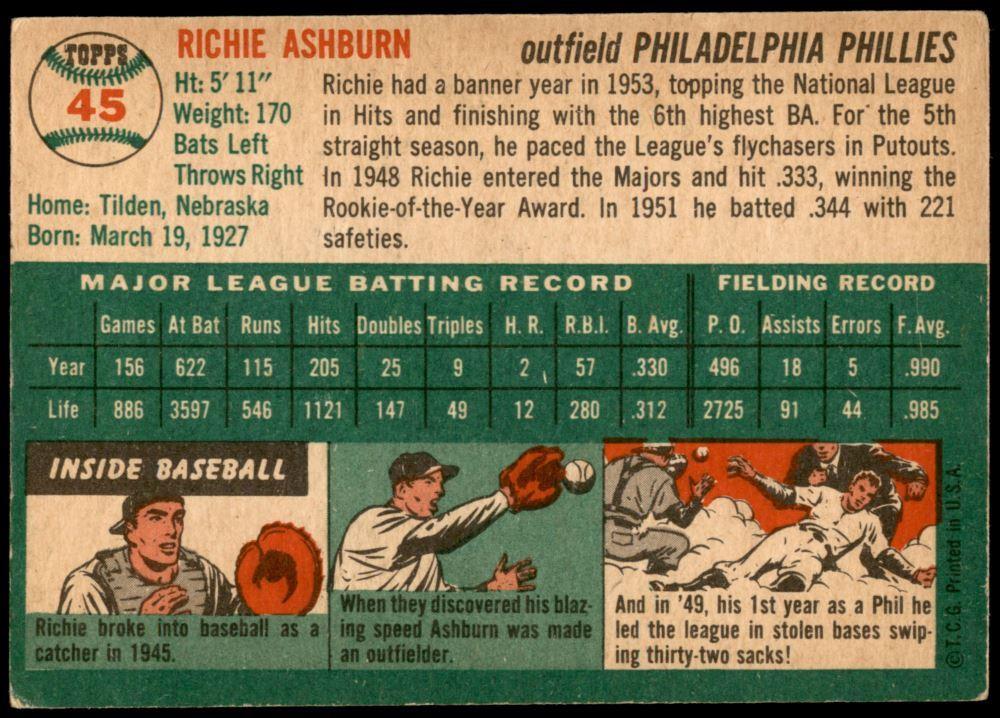 TOPPS
45
RICHIE ASHBURN
outfield PHILADELPHIA PHILLIES
Ht: 5' 11"
Weight: 170
Bats Left
Throws Right
Home: Tilden, Nebraska
Born: March 19, 1927
Richie had a banner year in 1953, topping the National League
in Hits and finishing with the 6th highest BA. For the 5th
straight season, he paced the League's flychasers in Putouts.
In 1948 Richie entered the Majors and hit .333, winning the
Rookie-of-the-Year Award. In 1951 he batted .344 with 221
safeties.
MAJOR LEAGUE BATTING RECORD FIELDING RECORD
Games At Bat Runs Hits Doubles Triples H. R. R.B.I. B. Avg. P. O. Assists Errors F. Avg.
Year 156 622 115 205 25 9 2 57 .330 496 18 5 .990
Life 886 3597 546 1121 147 49 12 280 .312 2725 91 44 .985
INSIDE BASEBALL
Richie broke into baseball as a
catcher in 1945.
When they discovered his blaz-
ing speed Ashburn was made
an outfielder.
And in '49, his 1st year as a Phil he
led the league in stolen bases swip-
ing thirty-two sacks!
© T. C. G. Printed in U. S. A.